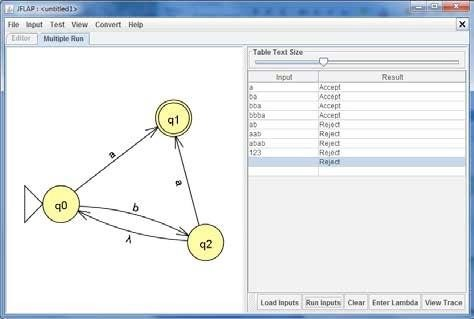 JFLAP : <untitled1>
File Input Test View Convert Help
Editor Multiple Run
Table Text Size
Input Result
a Accept
ba Accept
bba Accept
bbba Accept
ab Reject
aab Reject
abab Reject
123 Reject
Reject
q1
a
a
q0
b
λ
q2
Load Inputs Run Inputs Clear Enter Lambda View Trace